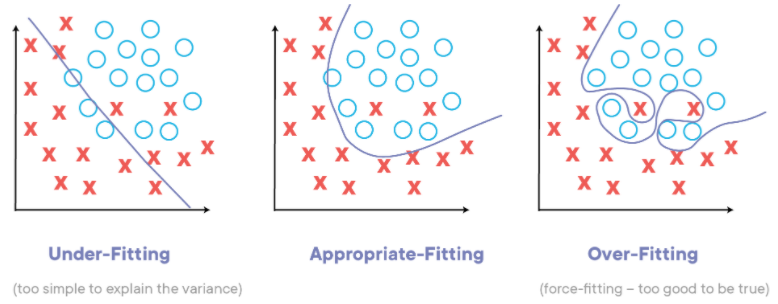 Under-Fitting
Appropriate-Fitting
Over-Fitting
(too simple to explain the variance)
(force-fitting – too good to be true)